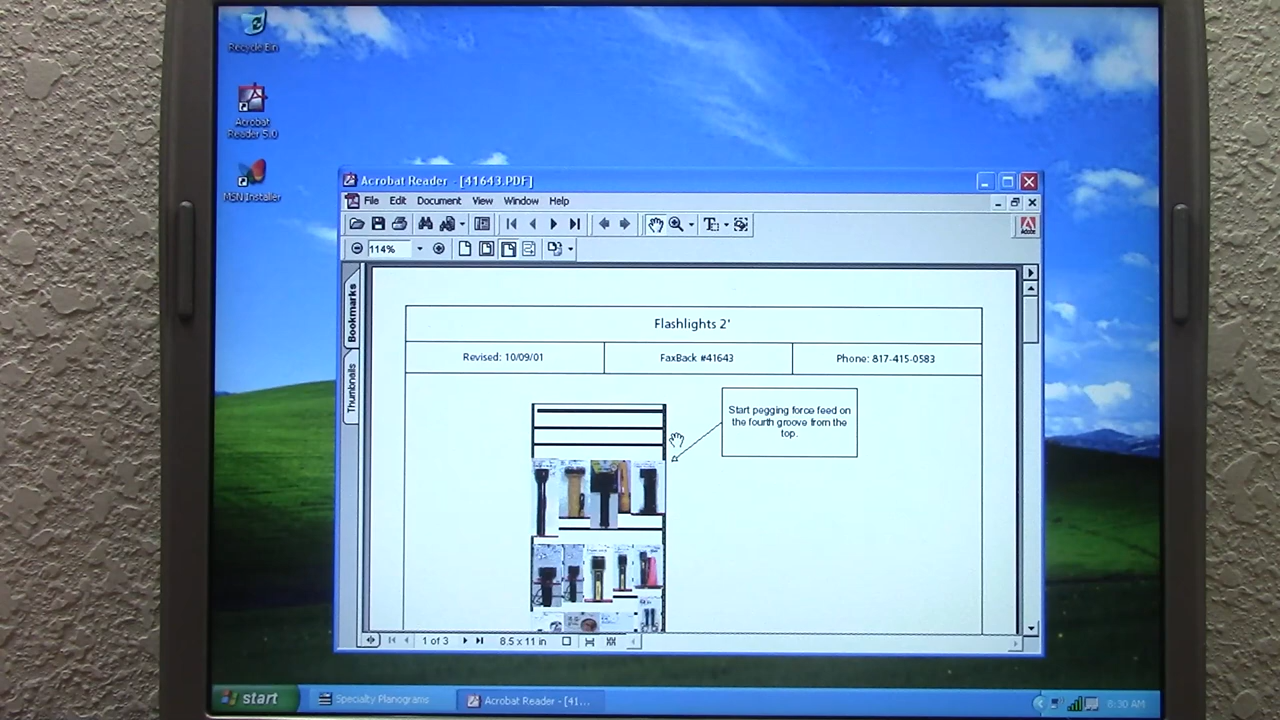 Recycle Bin
Acrobat
Reader 5.0
MSN Installer
Acrobat Reader - [41643.PDF]
File Edit Document View Window Help
114%
Bookmarks
Thumbnails
Flashlights 2'
Revised: 10/09/01
FaxBack #41643
Phone: 817-415-0583
Start pegging force feed on
the fourth groove from the
top.
1 of 3
8.5 x 11 in
start
Specialty Planograms
Acrobat Reader - [41...
8:30 AM